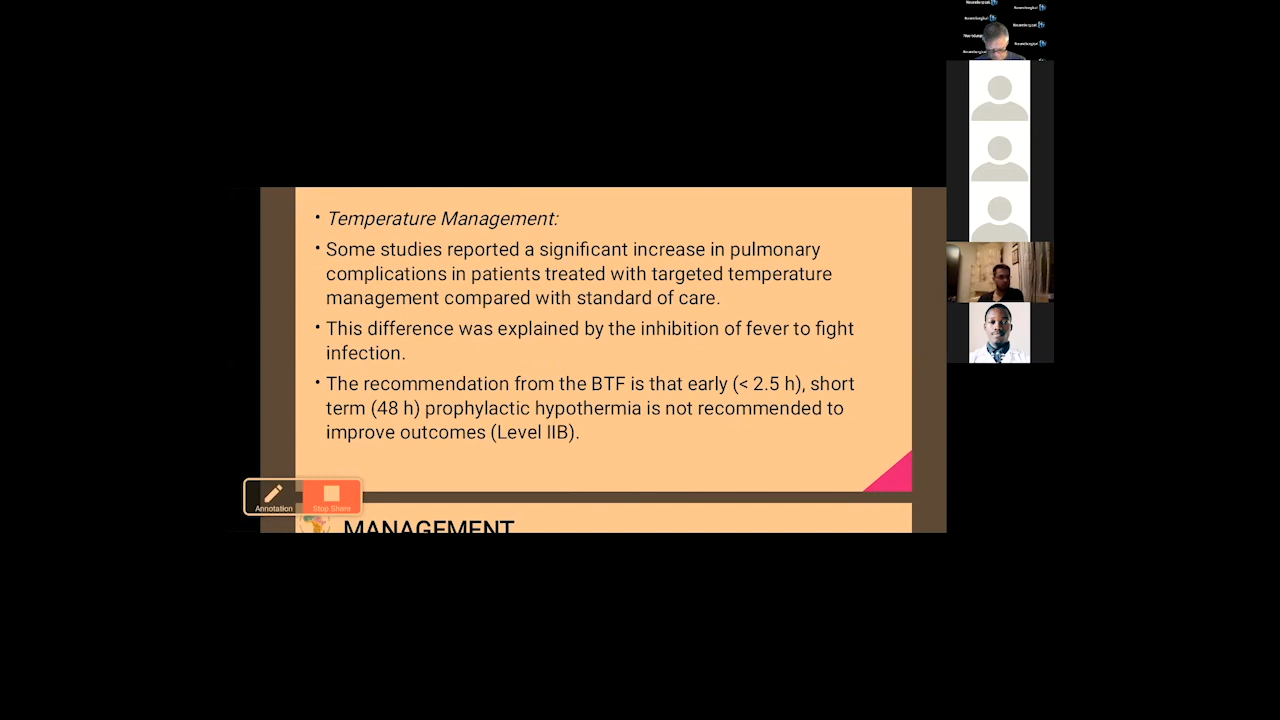 • Temperature Management:
• Some studies reported a significant increase in pulmonary
complications in patients treated with targeted temperature
management compared with standard of care.
• This difference was explained by the inhibition of fever to fight
infection.
• The recommendation from the BTF is that early (< 2.5 h), short
term (48 h) prophylactic hypothermia is not recommended to
improve outcomes (Level IIB).
Annotation
Stop Share
MANAGEMENT